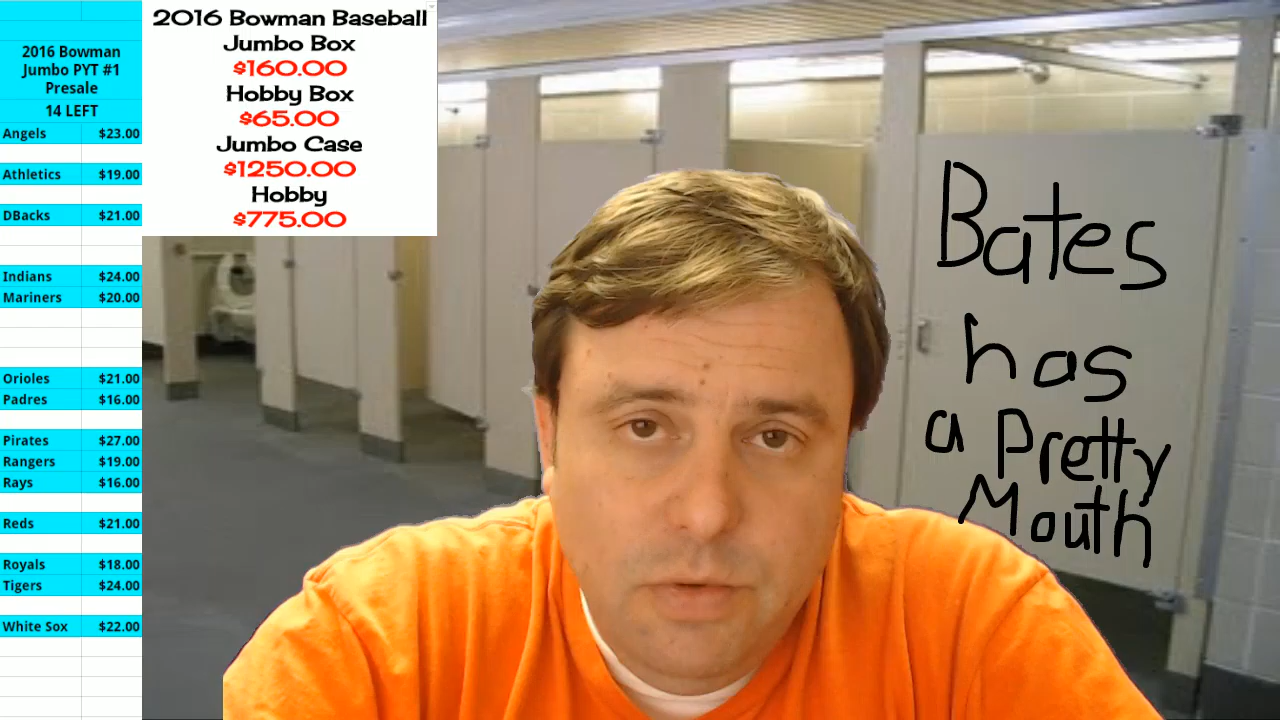 2016 Bowman
Jumbo PYT #1
Presale
14 LEFT
Angels $23.00
Athletics $19.00
DBacks $21.00
Indians $24.00
Mariners $20.00
Orioles $21.00
Padres $16.00
Pirates $27.00
Rangers $19.00
Rays $16.00
Reds $21.00
Royals $18.00
Tigers $24.00
White Sox $22.00
2016 Bowman Baseball
Jumbo Box
$160.00
Hobby Box
$65.00
Jumbo Case
$1250.00
Hobby
$775.00
Bates
has
a Pretty
Mouth